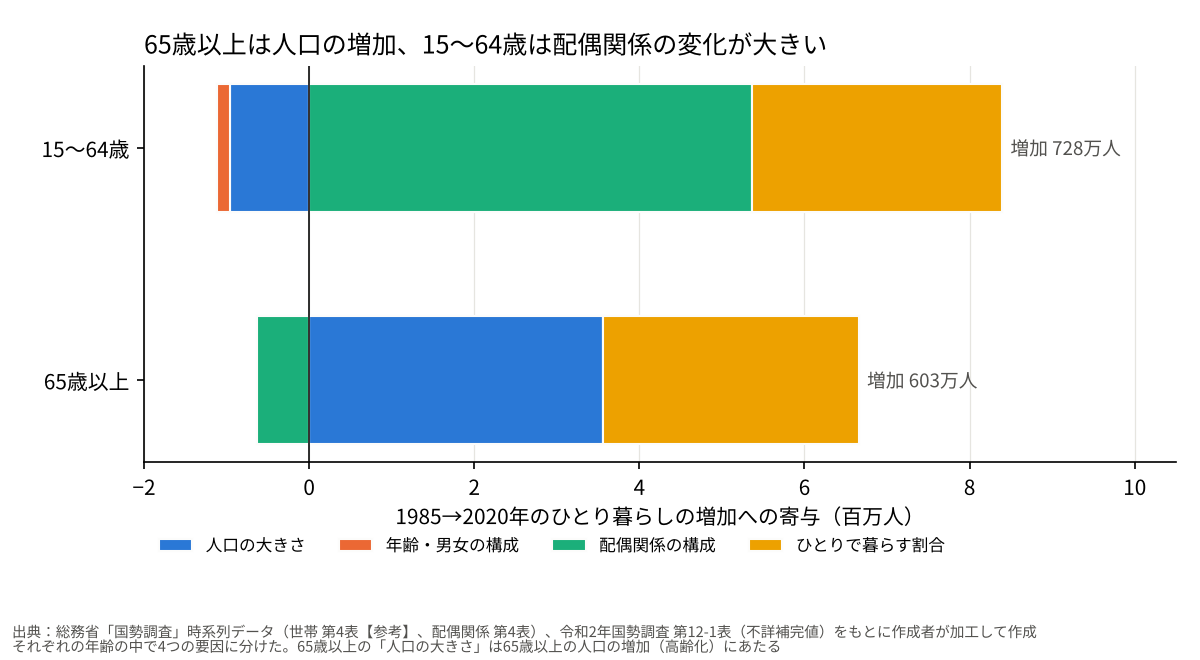 65歳以上は人口の増加、15～64歳は配偶関係の変化が大きい
15～64歳
増加 728万人
65歳以上
増加 603万人
−2 0 2 4 6 8 10
1985→2020年のひとり暮らしの増加への寄与（百万人）
人口の大きさ 年齢・男女の構成 配偶関係の構成 ひとりで暮らす割合
出典：総務省「国勢調査」時系列データ（世帯 第4表【参考】、配偶関係 第4表）、令和2年国勢調査 第12-1表（不詳補完値）をもとに作成者が加工して作成
それぞれの年齢の中で4つの要因に分けた。65歳以上の「人口の大きさ」は65歳以上の人口の増加（高齢化）にあたる